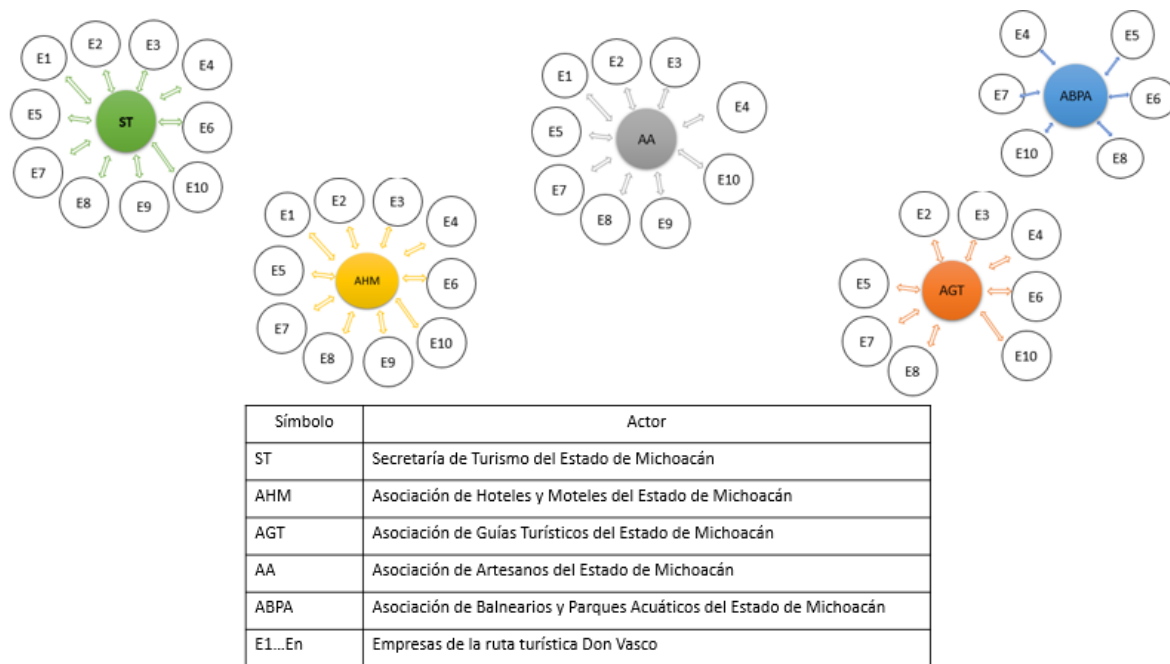 E1
E2
E3
E4
E5
ST
E6
E7
E8
E9
E10
E1
E2
E3
E4
E5
AHM
E6
E7
E8
E9
E10
E1
E2
E3
E4
E5
AA
E7
E8
E9
E10
E4
E5
E7
ABPA
E6
E10
E8
E2
E3
E4
E5
AGT
E6
E7
E8
E10
Símbolo Actor
ST Secretaría de Turismo del Estado de Michoacán
AHM Asociación de Hoteles y Moteles del Estado de Michoacán
AGT Asociación de Guías Turísticos del Estado de Michoacán
AA Asociación de Artesanos del Estado de Michoacán
ABPA Asociación de Balnearios y Parques Acuáticos del Estado de Michoacán
E1...En Empresas de la ruta turística Don Vasco